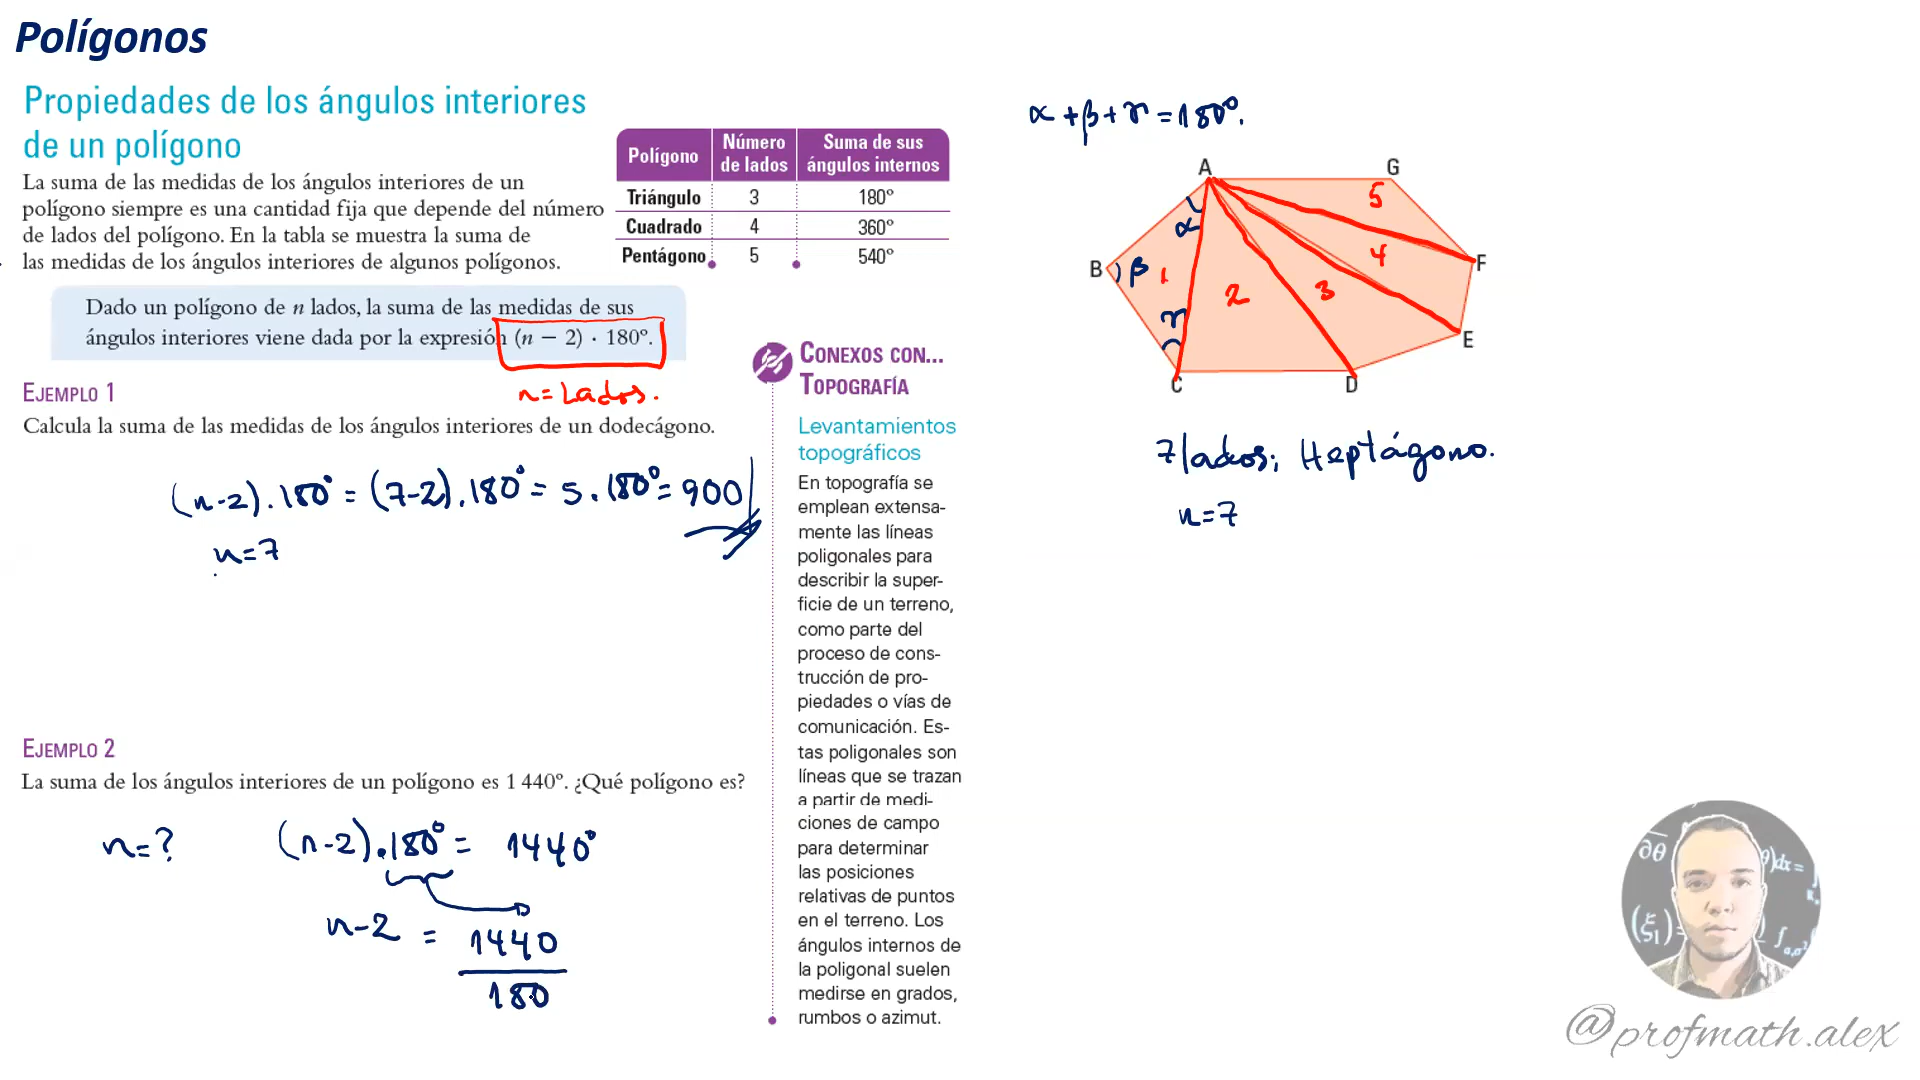 Polígonos
Propiedades de los ángulos interiores
de un polígono
La suma de las medidas de los ángulos interiores de un
polígono siempre es una cantidad fija que depende del número
de lados del polígono. En la tabla se muestra la suma de
las medidas de los ángulos interiores de algunos polígonos.
Polígono Número de lados Suma de sus ángulos internos
Triángulo 3 180°
Cuadrado 4 360°
Pentágono 5 540°
Dado un polígono de n lados, la suma de las medidas de sus
ángulos interiores viene dada por la expresión (n − 2) · 180°.
n = Lados.
EJEMPLO 1
Calcula la suma de las medidas de los ángulos interiores de un dodecágono.
(n-2).180° = (7-2).180° = 5.180° = 900
n=7
EJEMPLO 2
La suma de los ángulos interiores de un polígono es 1 440°. ¿Qué polígono es?
n=? (n-2).180° = 1440°
n-2 = 1440
180
CONEXOS CON...
TOPOGRAFÍA
Levantamientos
topográficos
En topografía se
emplean extensa-
mente las líneas
poligonales para
describir la super-
ficie de un terreno,
como parte del
proceso de cons-
trucción de pro-
piedades o vías de
comunicación. Es-
tas poligonales son
líneas que se trazan
a partir de medi-
ciones de campo
para determinar
las posiciones
relativas de puntos
en el terreno. Los
ángulos internos de
la poligonal suelen
medirse en grados,
rumbos o azimut.
α + β + γ = 180°.
A G
5
α
4
B β 1 F
2 3
γ
E
C D
7 lados; Heptágono.
n=7
@profmath.alex